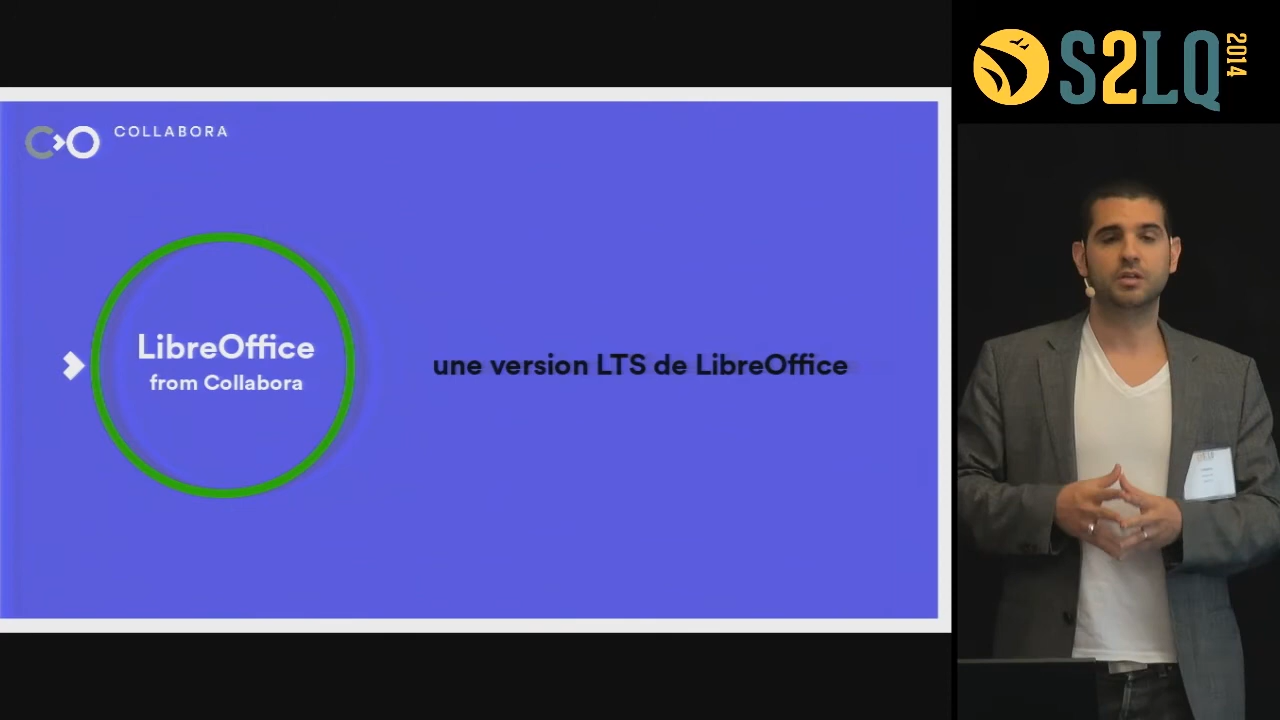 COLLABORA
LibreOffice
from Collabora
une version LTS de LibreOffice
S2LQ
2014